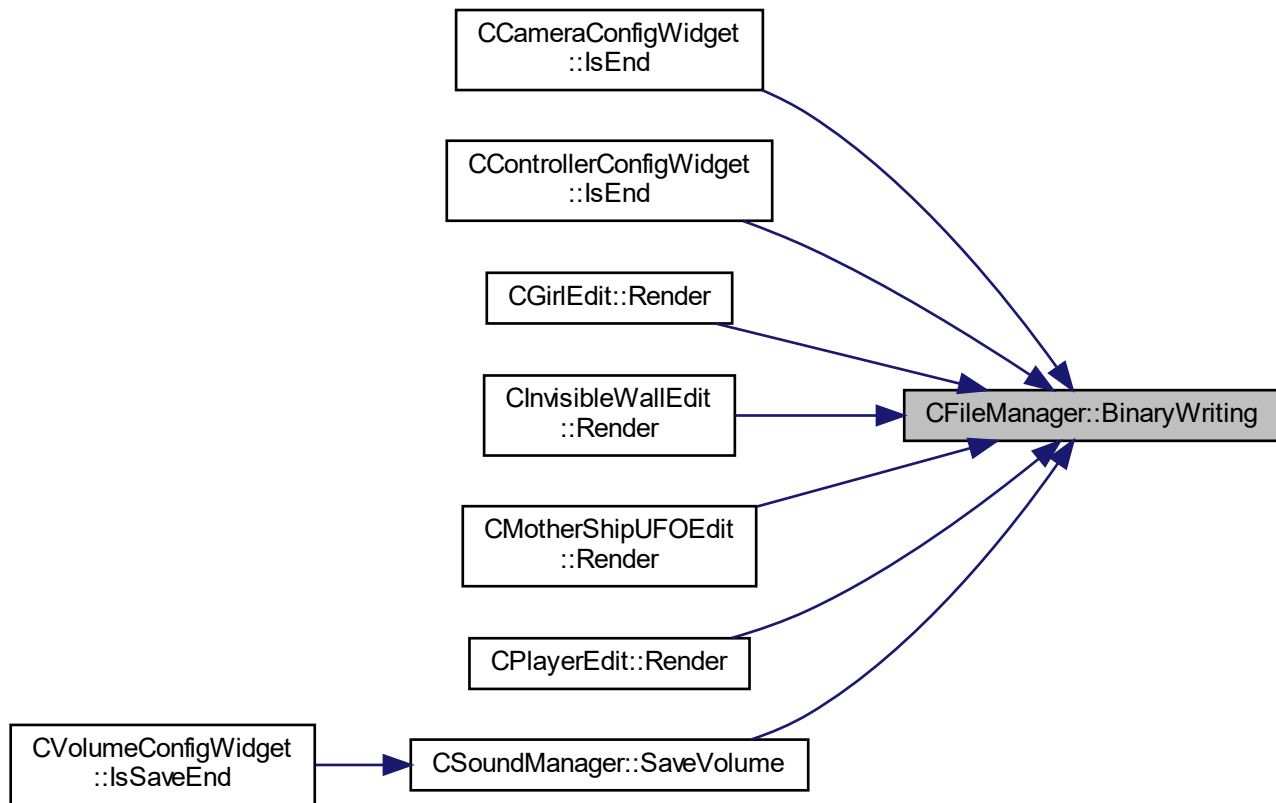 CCameraConfigWidget
::IsEnd
CControllerConfigWidget
::IsEnd
CGirlEdit::Render
CInvisibleWallEdit
::Render
CFileManager::BinaryWriting
CMotherShipUFOEdit
::Render
CPlayerEdit::Render
CVolumeConfigWidget
::IsSaveEnd
CSoundManager::SaveVolume